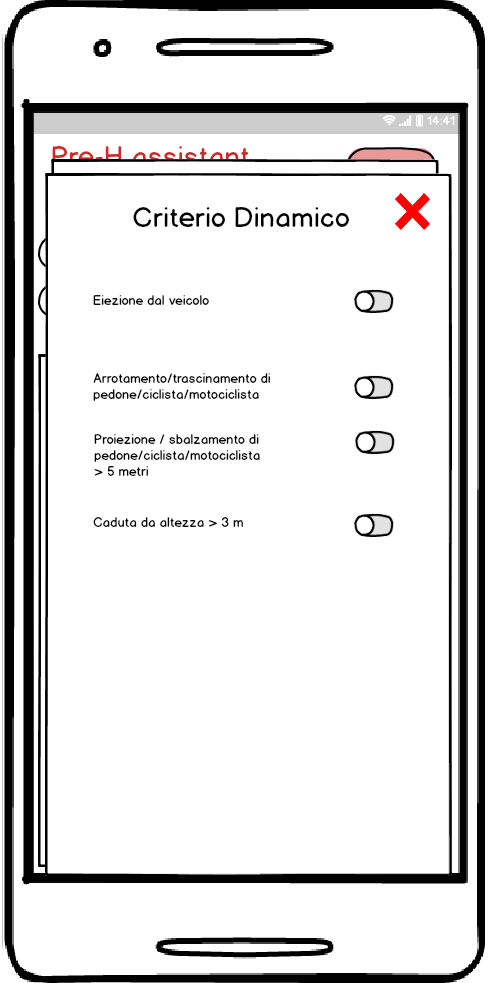 14:41
Pre-H assistant
Criterio Dinamico
Eiezione dal veicolo
Arrotamento/trascinamento di
pedone/ciclista/motociclista
Proiezione / sbalzamento di
pedone/ciclista/motociclista
> 5 metri
Caduta da altezza > 3 m